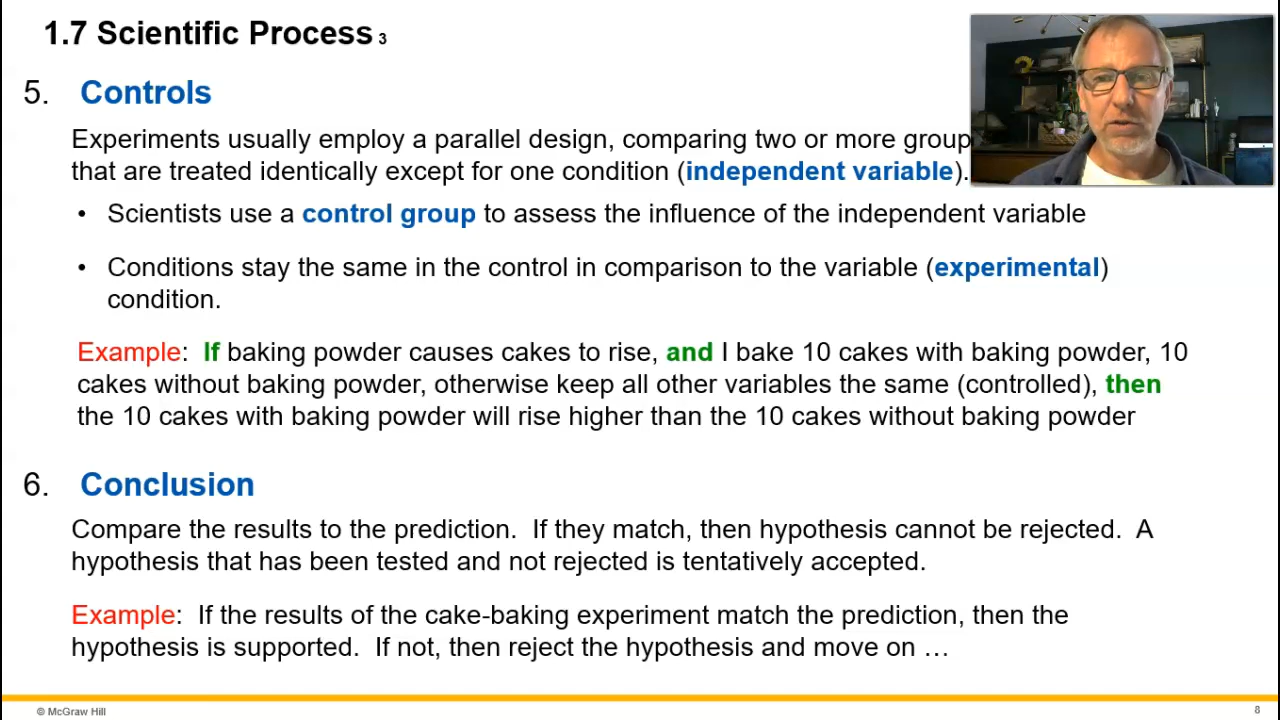 1.7 Scientific Process 3
5. Controls
Experiments usually employ a parallel design, comparing two or more group
that are treated identically except for one condition (independent variable).
• Scientists use a control group to assess the influence of the independent variable
• Conditions stay the same in the control in comparison to the variable (experimental)
condition.
Example: If baking powder causes cakes to rise, and I bake 10 cakes with baking powder, 10
cakes without baking powder, otherwise keep all other variables the same (controlled), then
the 10 cakes with baking powder will rise higher than the 10 cakes without baking powder
6. Conclusion
Compare the results to the prediction. If they match, then hypothesis cannot be rejected. A
hypothesis that has been tested and not rejected is tentatively accepted.
Example: If the results of the cake-baking experiment match the prediction, then the
hypothesis is supported. If not, then reject the hypothesis and move on …
© McGraw Hill
8